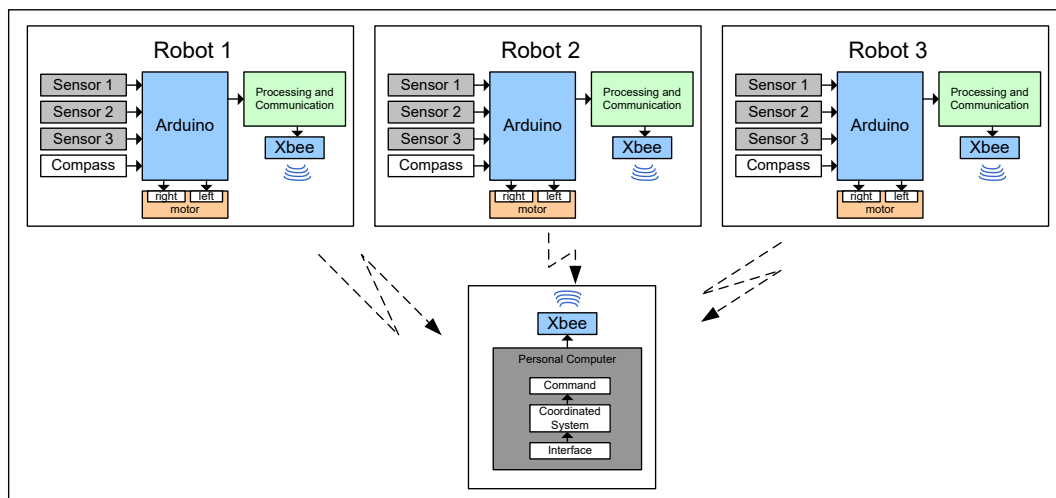 Robot 1
Sensor 1
Sensor 2
Sensor 3
Compass
Arduino
Processing and
Communication
Xbee
right
left
motor
Robot 2
Sensor 1
Sensor 2
Sensor 3
Compass
Arduino
Processing and
Communication
Xbee
right
left
motor
Robot 3
Sensor 1
Sensor 2
Sensor 3
Compass
Arduino
Processing and
Communication
Xbee
right
left
motor
Xbee
Personal Computer
Command
Coordinated
System
Interface